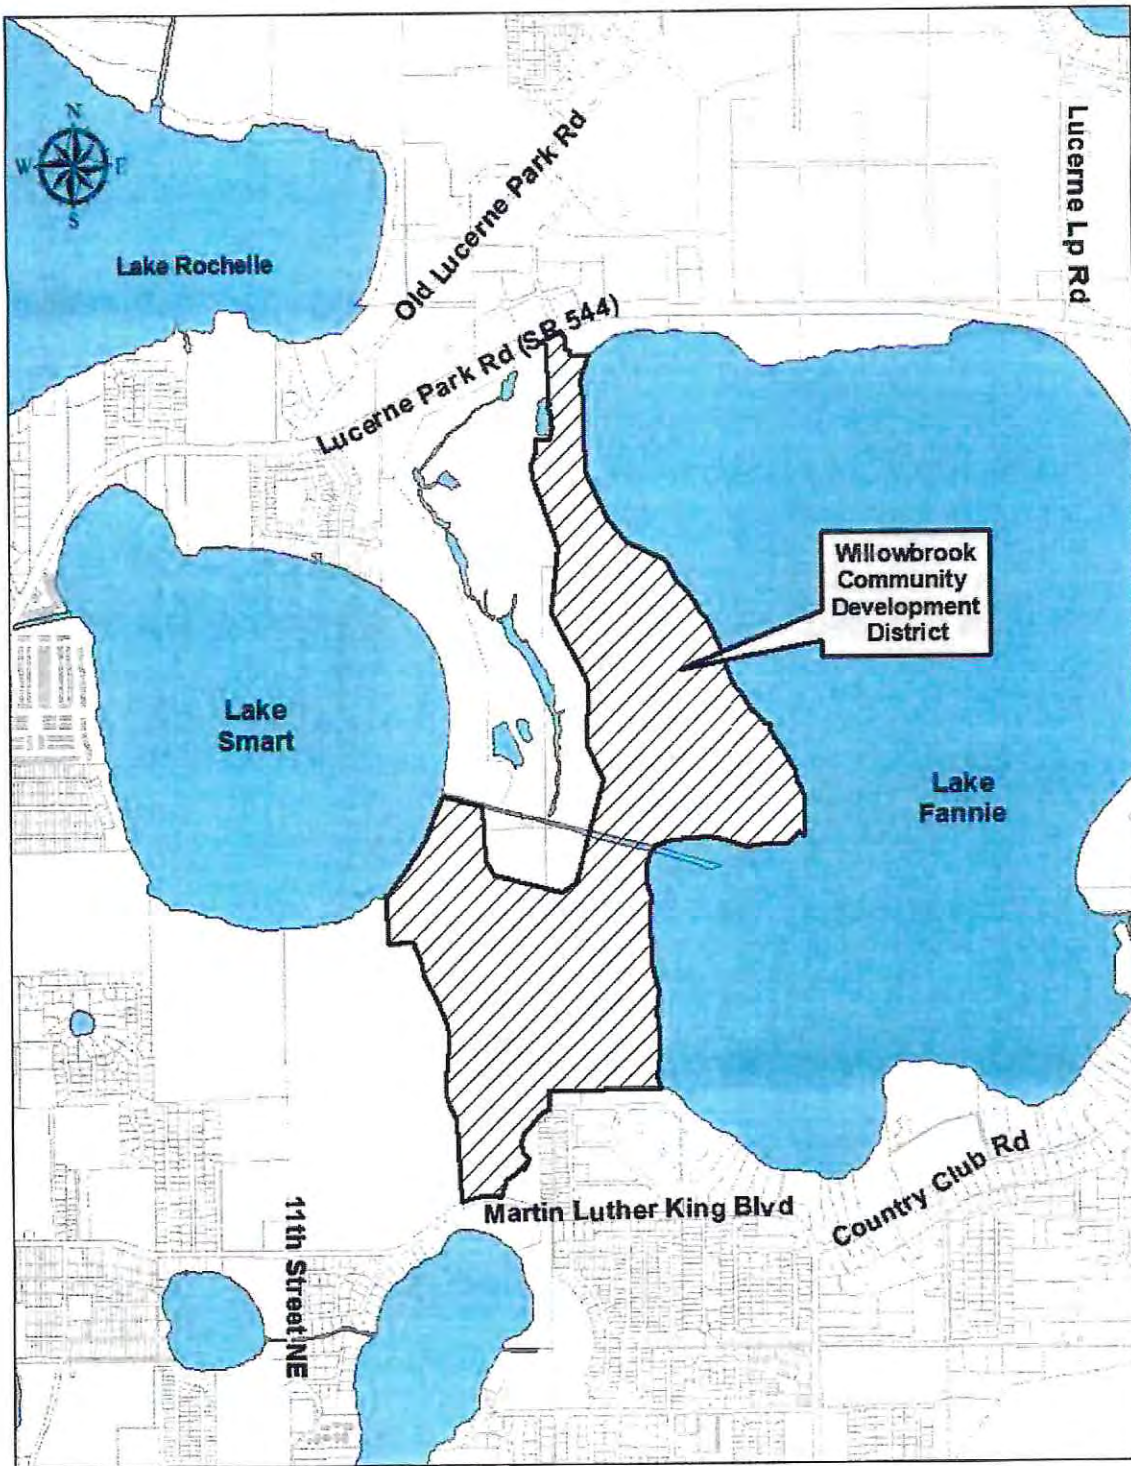 N
W E
S
Lake Rochelle
Old Lucerne Park Rd
Lucerne Lp Rd
Lucerne Park Rd (S.R. 544)
Willowbrook
Community
Development
District
Lake
Smart
Lake
Fannie
Country Club Rd
Martin Luther King Blvd
11th Street NE